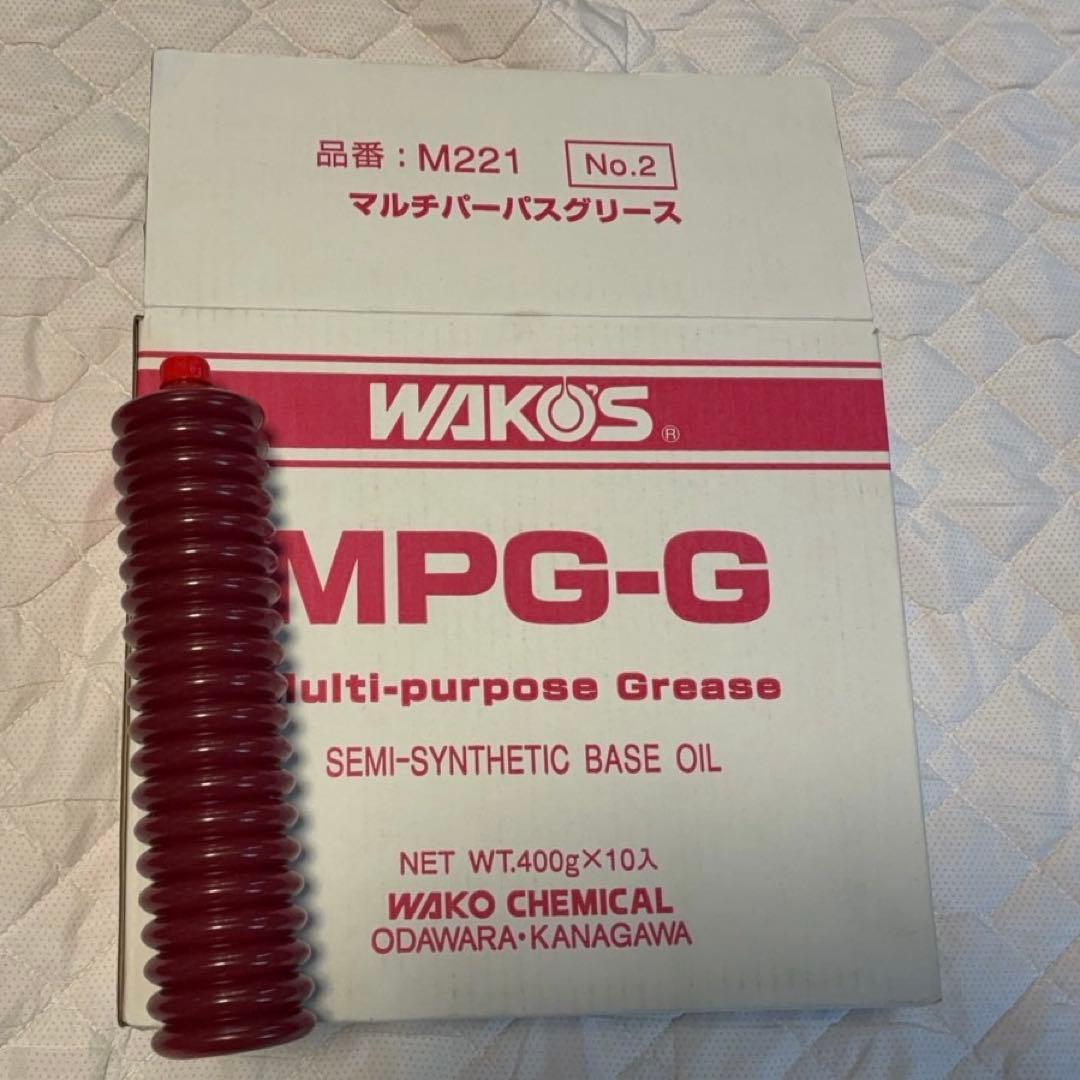 品番：M221 No.2
マルチパーパスグリース
WAKO'S ®
MPG-G
ulti-purpose Grease
SEMI-SYNTHETIC BASE OIL
NET WT.400g×10入
WAKO CHEMICAL
ODAWARA・KANAGAWA